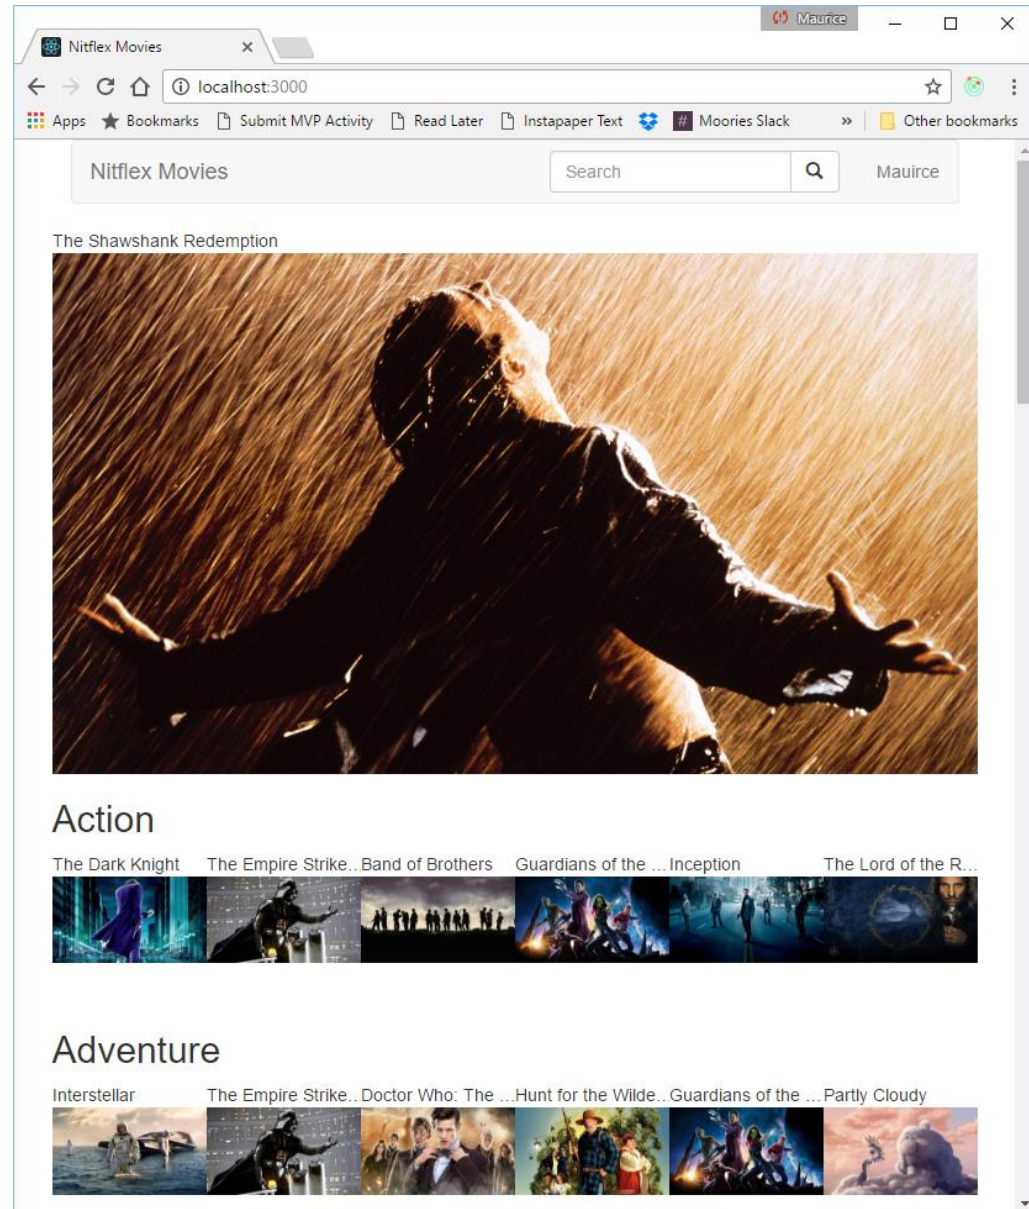 Maurice
Nitflex Movies
localhost:3000
Apps Bookmarks Submit MVP Activity Read Later Instapaper Text # Moories Slack » Other bookmarks
Nitflex Movies Search Mauirce
The Shawshank Redemption
Action
The Dark Knight The Empire Strike... Band of Brothers Guardians of the ... Inception The Lord of the R...
Adventure
Interstellar The Empire Strike... Doctor Who: The ... Hunt for the Wilde... Guardians of the ... Partly Cloudy